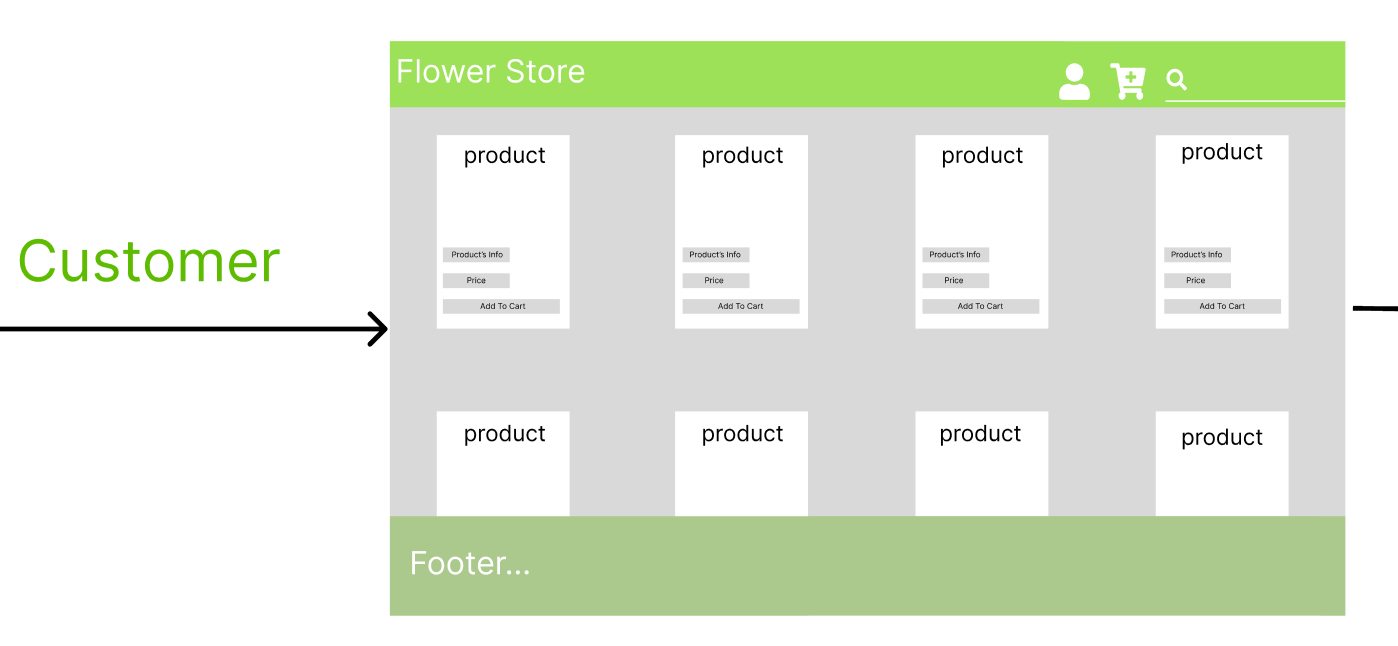 Flower Store
Customer
product
Product's Info
Price
Add To Cart
product
Product's Info
Price
Add To Cart
product
Product's Info
Price
Add To Cart
product
Product's Info
Price
Add To Cart
product
product
product
product
Footer...